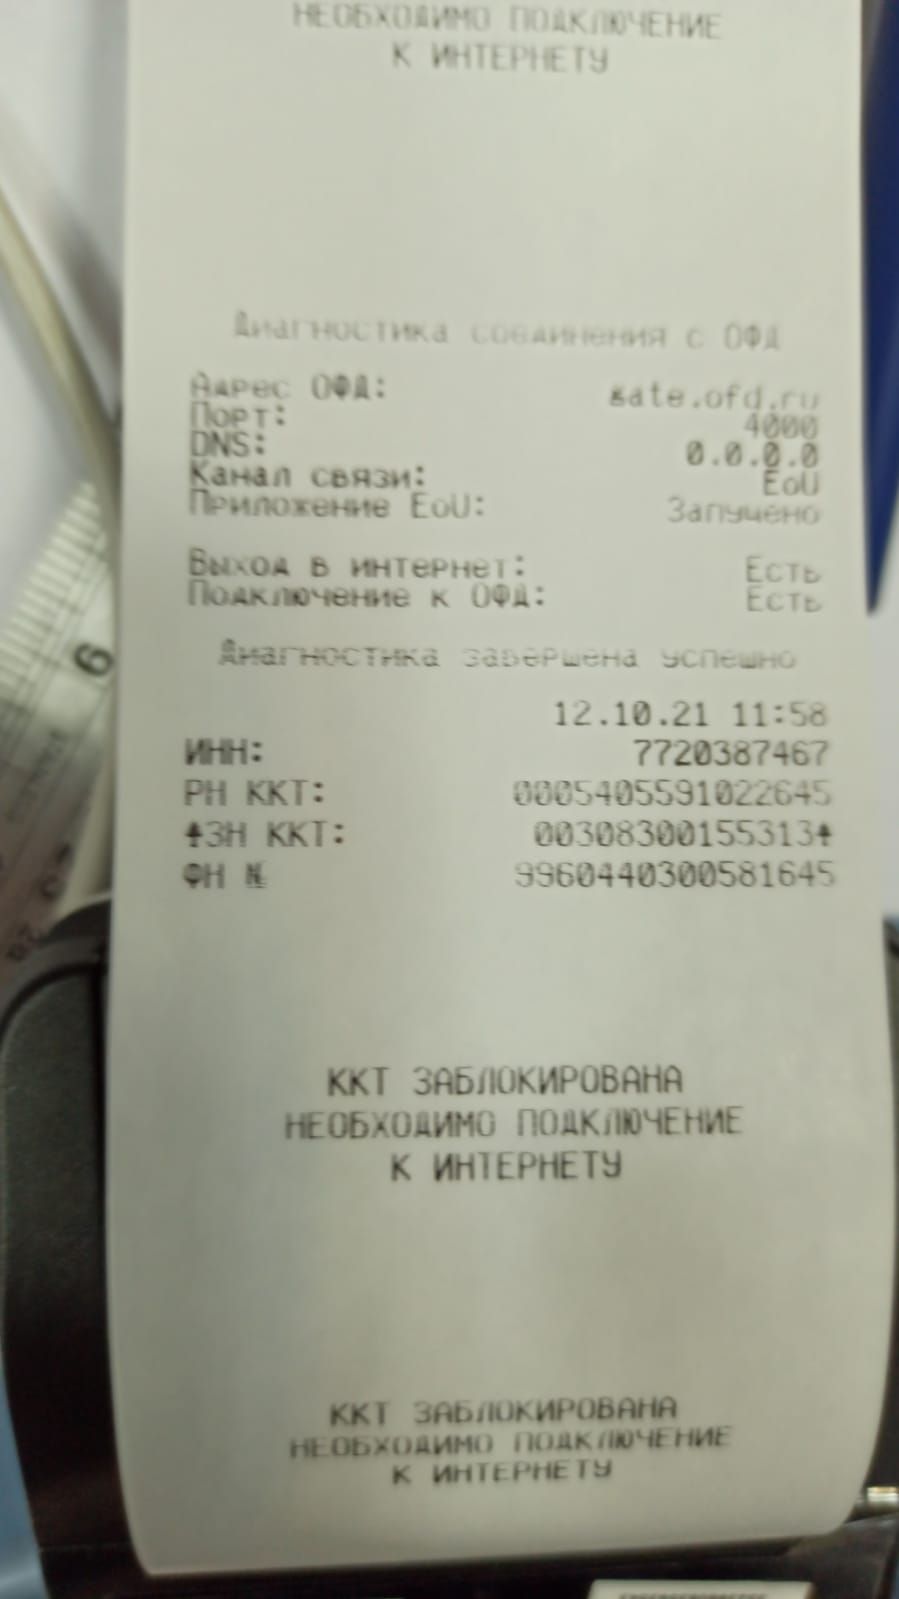 НЕОБХОДИМО ПОДКЛЮЧЕНИЕ
К ИНТЕРНЕТУ
Диагностика соединения с ОФД
Адрес ОФД: gate.ofd.ru
Порт: 4000
DNS: 0.0.0.0
Канал связи: EoU
Приложение EoU: Запущено
Выход в интернет: Есть
Подключение к ОФД: Есть
Диагностика завершена успешно
12.10.21 11:58
ИНН: 7720387467
РН ККТ: 0005405591022645
ЗН ККТ: 00308300155313
ФН № 9960440300581645
ККТ ЗАБЛОКИРОВАНА
НЕОБХОДИМО ПОДКЛЮЧЕНИЕ
К ИНТЕРНЕТУ
ККТ ЗАБЛОКИРОВАНА
НЕОБХОДИМО ПОДКЛЮЧЕНИЕ
К ИНТЕРНЕТУ
9